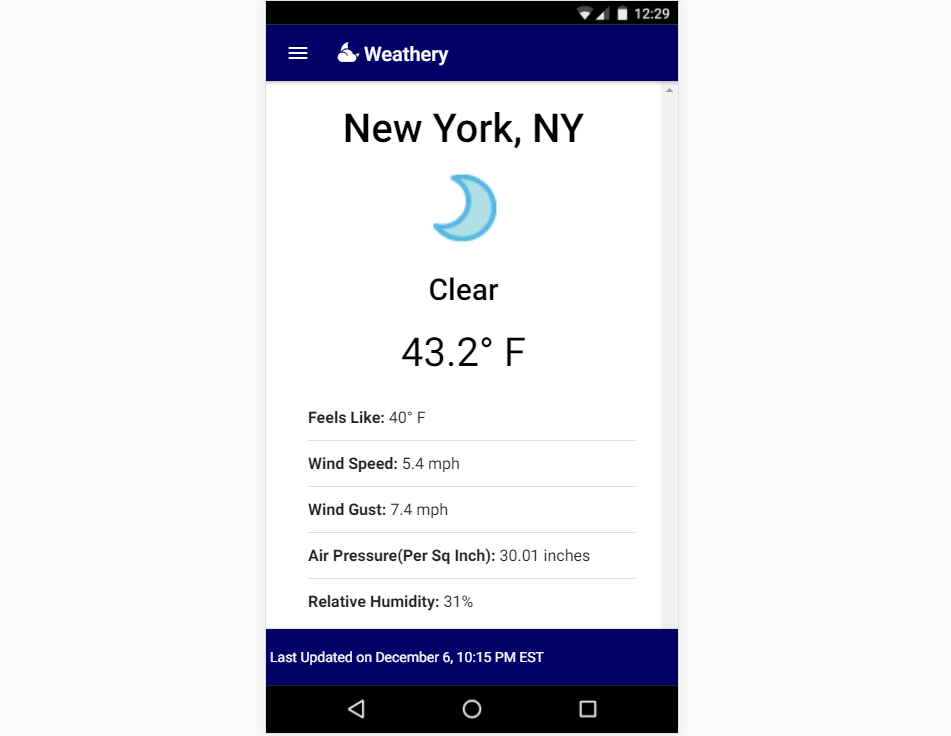 12:29
Weathery
New York, NY
Clear
43.2° F
Feels Like: 40° F
Wind Speed: 5.4 mph
Wind Gust: 7.4 mph
Air Pressure(Per Sq Inch): 30.01 inches
Relative Humidity: 31%
Last Updated on December 6, 10:15 PM EST